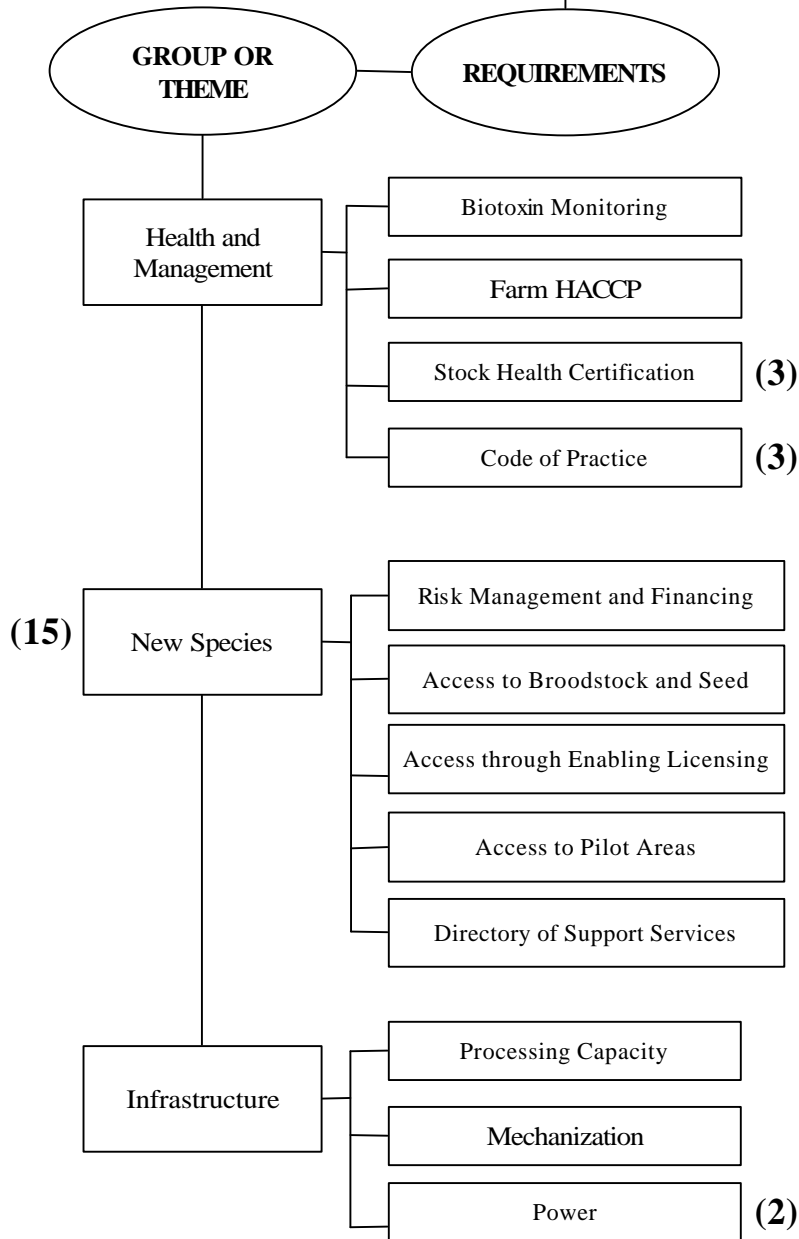 GROUP OR
THEME
REQUIREMENTS
Health and
Management
Biotoxin Monitoring
Farm HACCP
Stock Health Certification (3)
Code of Practice (3)
(15) New Species
Risk Management and Financing
Access to Broodstock and Seed
Access through Enabling Licensing
Access to Pilot Areas
Directory of Support Services
Infrastructure
Processing Capacity
Mechanization
Power (2)